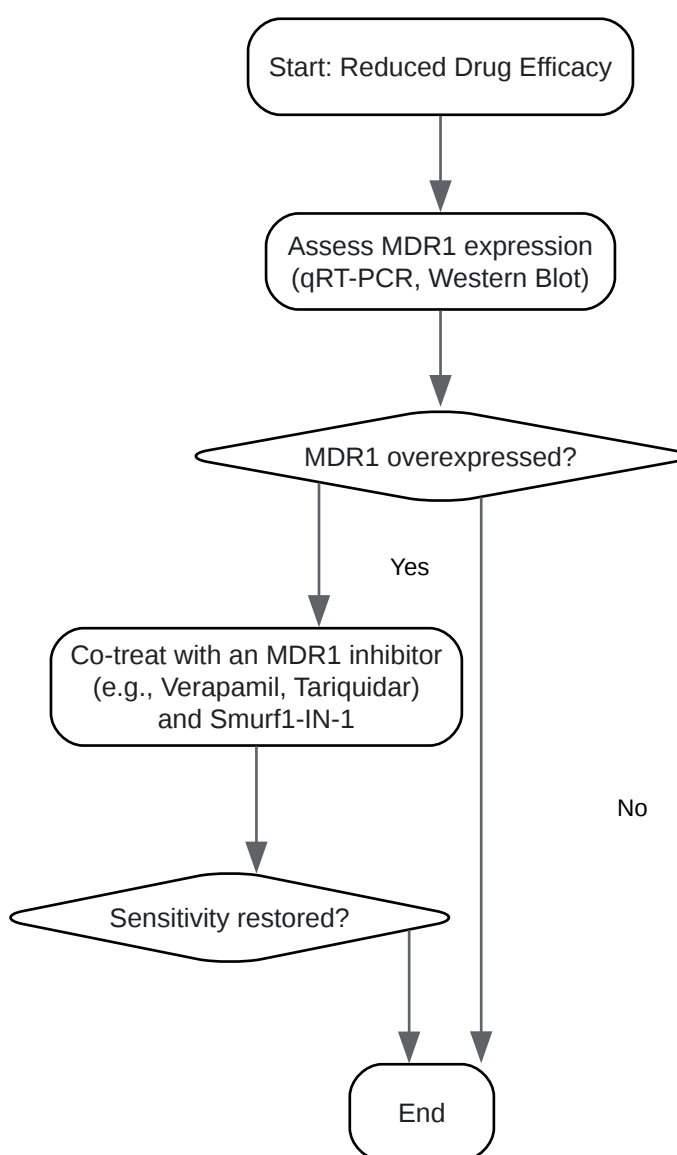 Start: Reduced Drug Efficacy
Assess MDR1 expression
(qRT-PCR, Western Blot)
MDR1 overexpressed?
Yes
Co-treat with an MDR1 inhibitor
(e.g., Verapamil, Tariquidar)
and Smurf1-IN-1
No
Sensitivity restored?
End